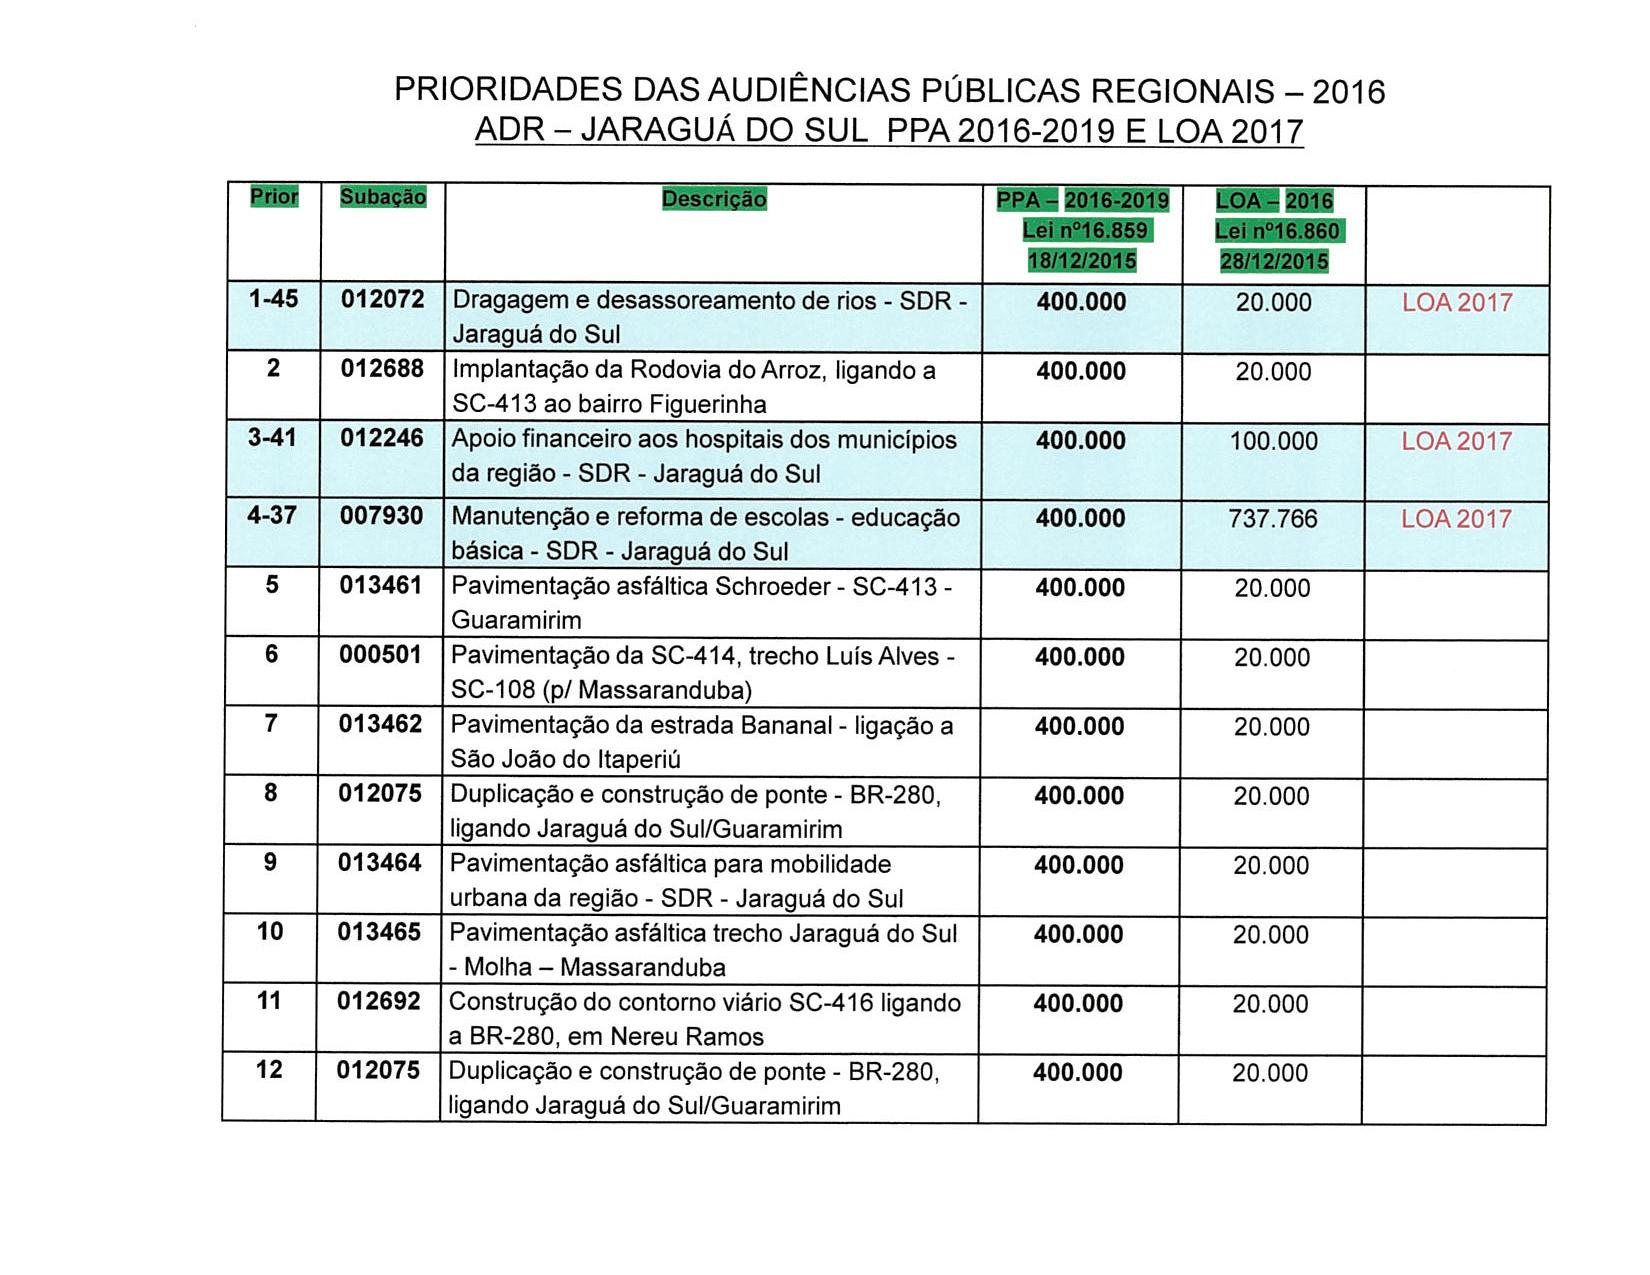 PRIORIDADES DAS AUDIÊNCIAS PÚBLICAS REGIONAIS – 2016
ADR – JARAGUÁ DO SUL PPA 2016-2019 E LOA 2017
Prior Subação Descrição PPA – 2016-2019 LOA – 2016
Lei nº16.859 Lei nº16.860
18/12/2015 28/12/2015
1-45 012072 Dragagem e desassoreamento de rios - SDR - 400.000 20.000 LOA 2017
Jaraguá do Sul
2 012688 Implantação da Rodovia do Arroz, ligando a 400.000 20.000
SC-413 ao bairro Figuerinha
3-41 012246 Apoio financeiro aos hospitais dos municípios 400.000 100.000 LOA 2017
da região - SDR - Jaraguá do Sul
4-37 007930 Manutenção e reforma de escolas - educação 400.000 737.766 LOA 2017
básica - SDR - Jaraguá do Sul
5 013461 Pavimentação asfáltica Schroeder - SC-413 - 400.000 20.000
Guaramirim
6 000501 Pavimentação da SC-414, trecho Luís Alves - 400.000 20.000
SC-108 (p/ Massaranduba)
7 013462 Pavimentação da estrada Bananal - ligação a 400.000 20.000
São João do Itaperiú
8 012075 Duplicação e construção de ponte - BR-280, 400.000 20.000
ligando Jaraguá do Sul/Guaramirim
9 013464 Pavimentação asfáltica para mobilidade 400.000 20.000
urbana da região - SDR - Jaraguá do Sul
10 013465 Pavimentação asfáltica trecho Jaraguá do Sul 400.000 20.000
- Molha – Massaranduba
11 012692 Construção do contorno viário SC-416 ligando 400.000 20.000
a BR-280, em Nereu Ramos
12 012075 Duplicação e construção de ponte - BR-280, 400.000 20.000
ligando Jaraguá do Sul/Guaramirim